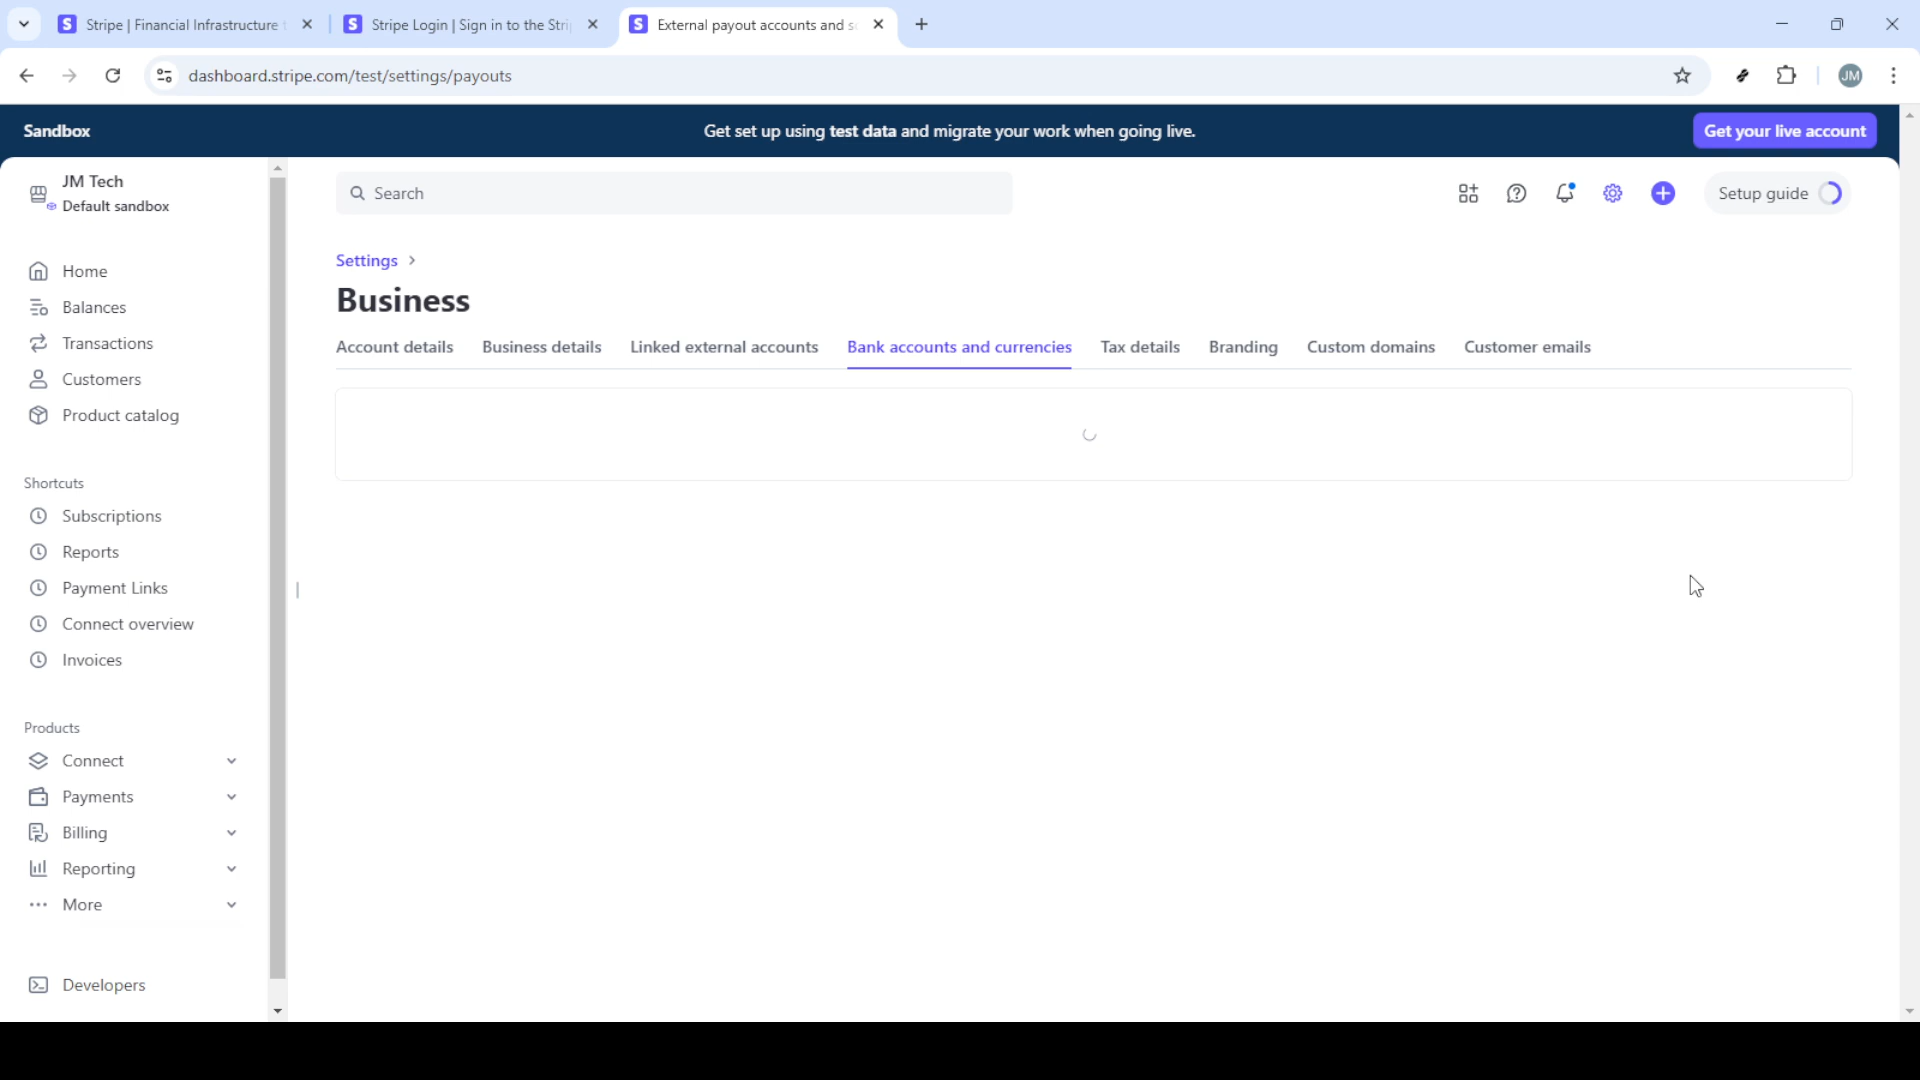 Stripe | Financial Infrastructure t
Stripe Login | Sign in to the Stri
External payout accounts and s
dashboard.stripe.com/test/settings/payouts
JM
Sandbox
Get set up using test data and migrate your work when going live.
Get your live account
JM Tech
Default sandbox
Search
Setup guide
Home
Balances
Transactions
Customers
Product catalog
Shortcuts
Subscriptions
Reports
Payment Links
Connect overview
Invoices
Products
Connect
Payments
Billing
Reporting
More
Developers
Settings
Business
Account details
Business details
Linked external accounts
Bank accounts and currencies
Tax details
Branding
Custom domains
Customer emails